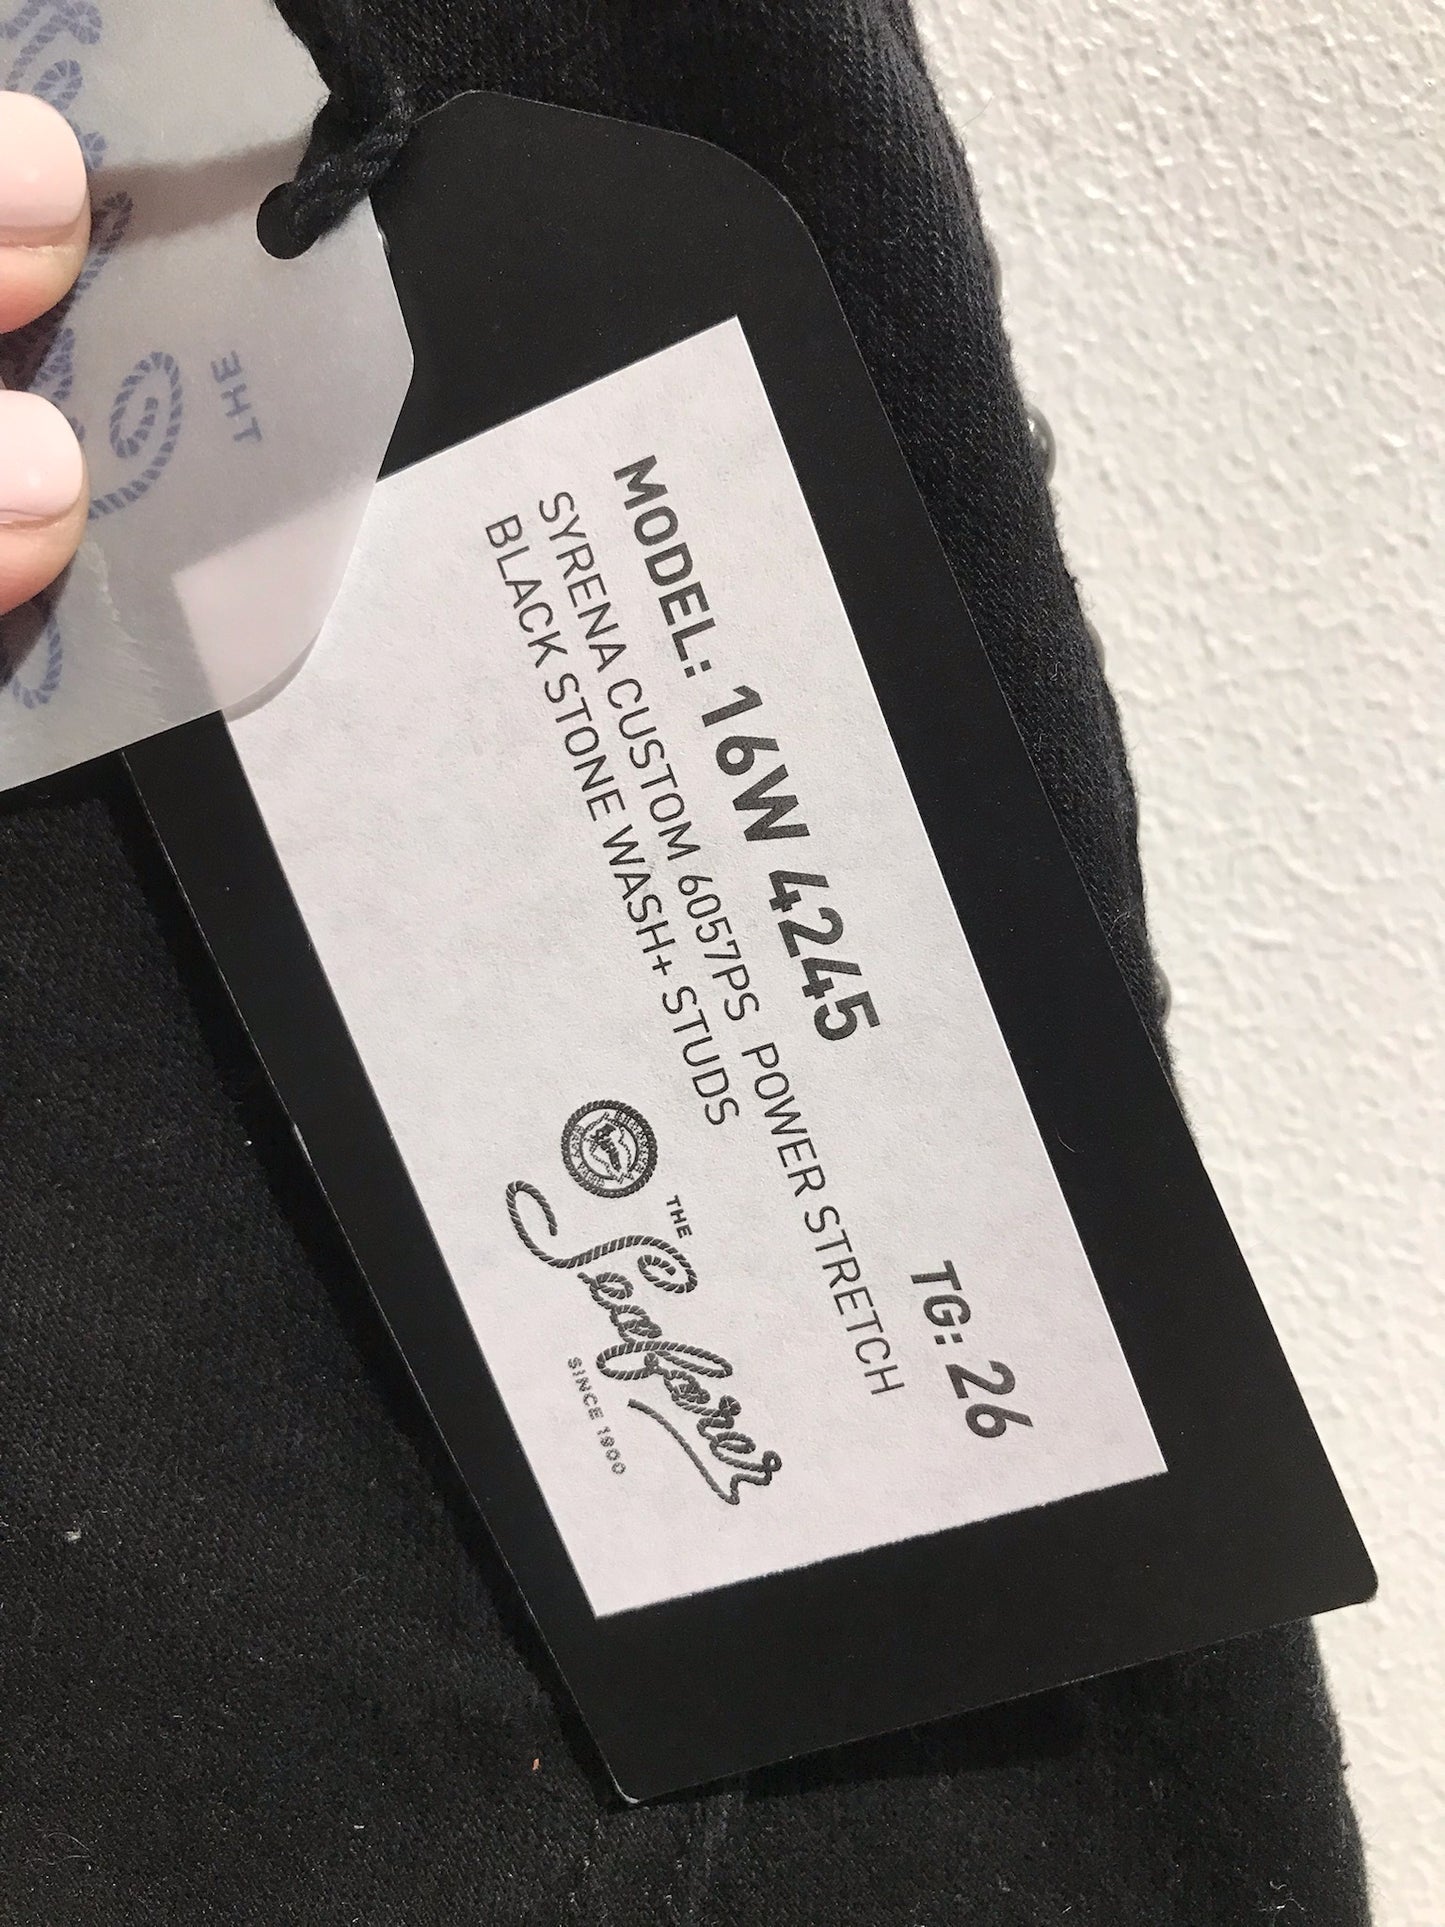 MODEL: 16W 4245
TG: 26
SYRENA CUSTOM 6057PS POWER STRETCH
BLACK STONE WASH+ STUDS
THE
Seafarer
SINCE 1900
THE